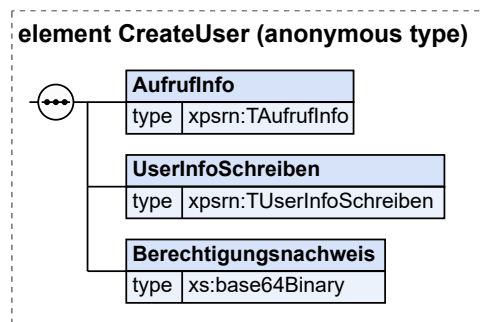 element CreateUser (anonymous type)
AufrufInfo
type xpsrn:TAufrufInfo
UserInfoSchreiben
type xpsrn:TUserInfoSchreiben
Berechtigungsnachweis
type xs:base64Binary